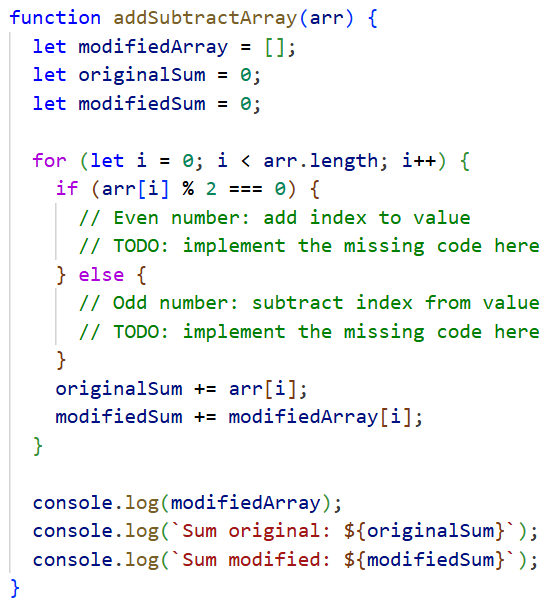 function addSubtractArray(arr) {
  let modifiedArray = [];
  let originalSum = 0;
  let modifiedSum = 0;

  for (let i = 0; i < arr.length; i++) {
    if (arr[i] % 2 === 0) {
      // Even number: add index to value
      // TODO: implement the missing code here
    } else {
      // Odd number: subtract index from value
      // TODO: implement the missing code here
    }
    originalSum += arr[i];
    modifiedSum += modifiedArray[i];
  }

  console.log(modifiedArray);
  console.log(`Sum original: ${originalSum}`);
  console.log(`Sum modified: ${modifiedSum}`);
}